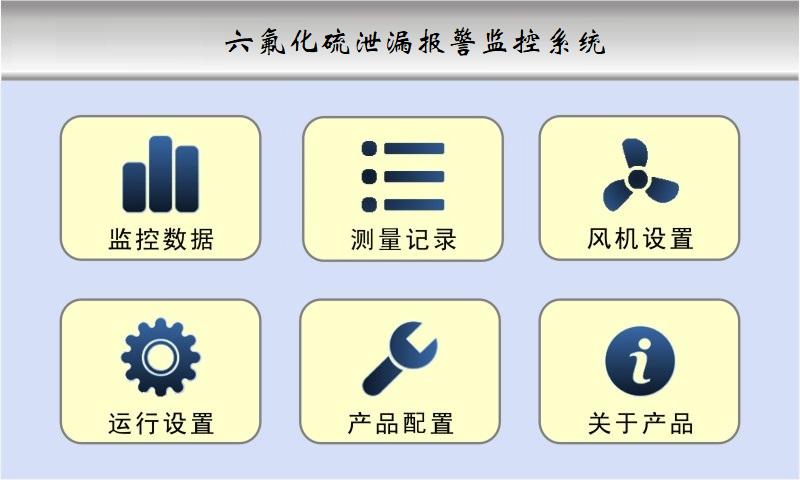 六氟化硫泄漏报警监控系统
监控数据
测量记录
风机设置
运行设置
产品配置
关于产品